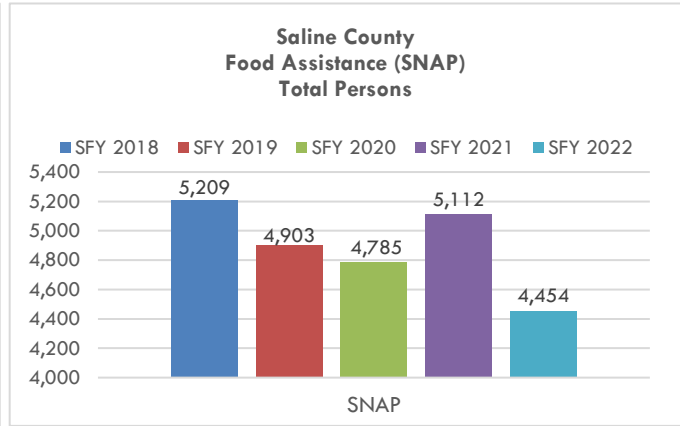 Saline County
Food Assistance (SNAP)
Total Persons
SFY 2018 SFY 2019 SFY 2020 SFY 2021 SFY 2022
5,400
5,200
5,000
4,800
4,600
4,400
4,200
4,000
5,209
4,903
4,785
5,112
4,454
SNAP